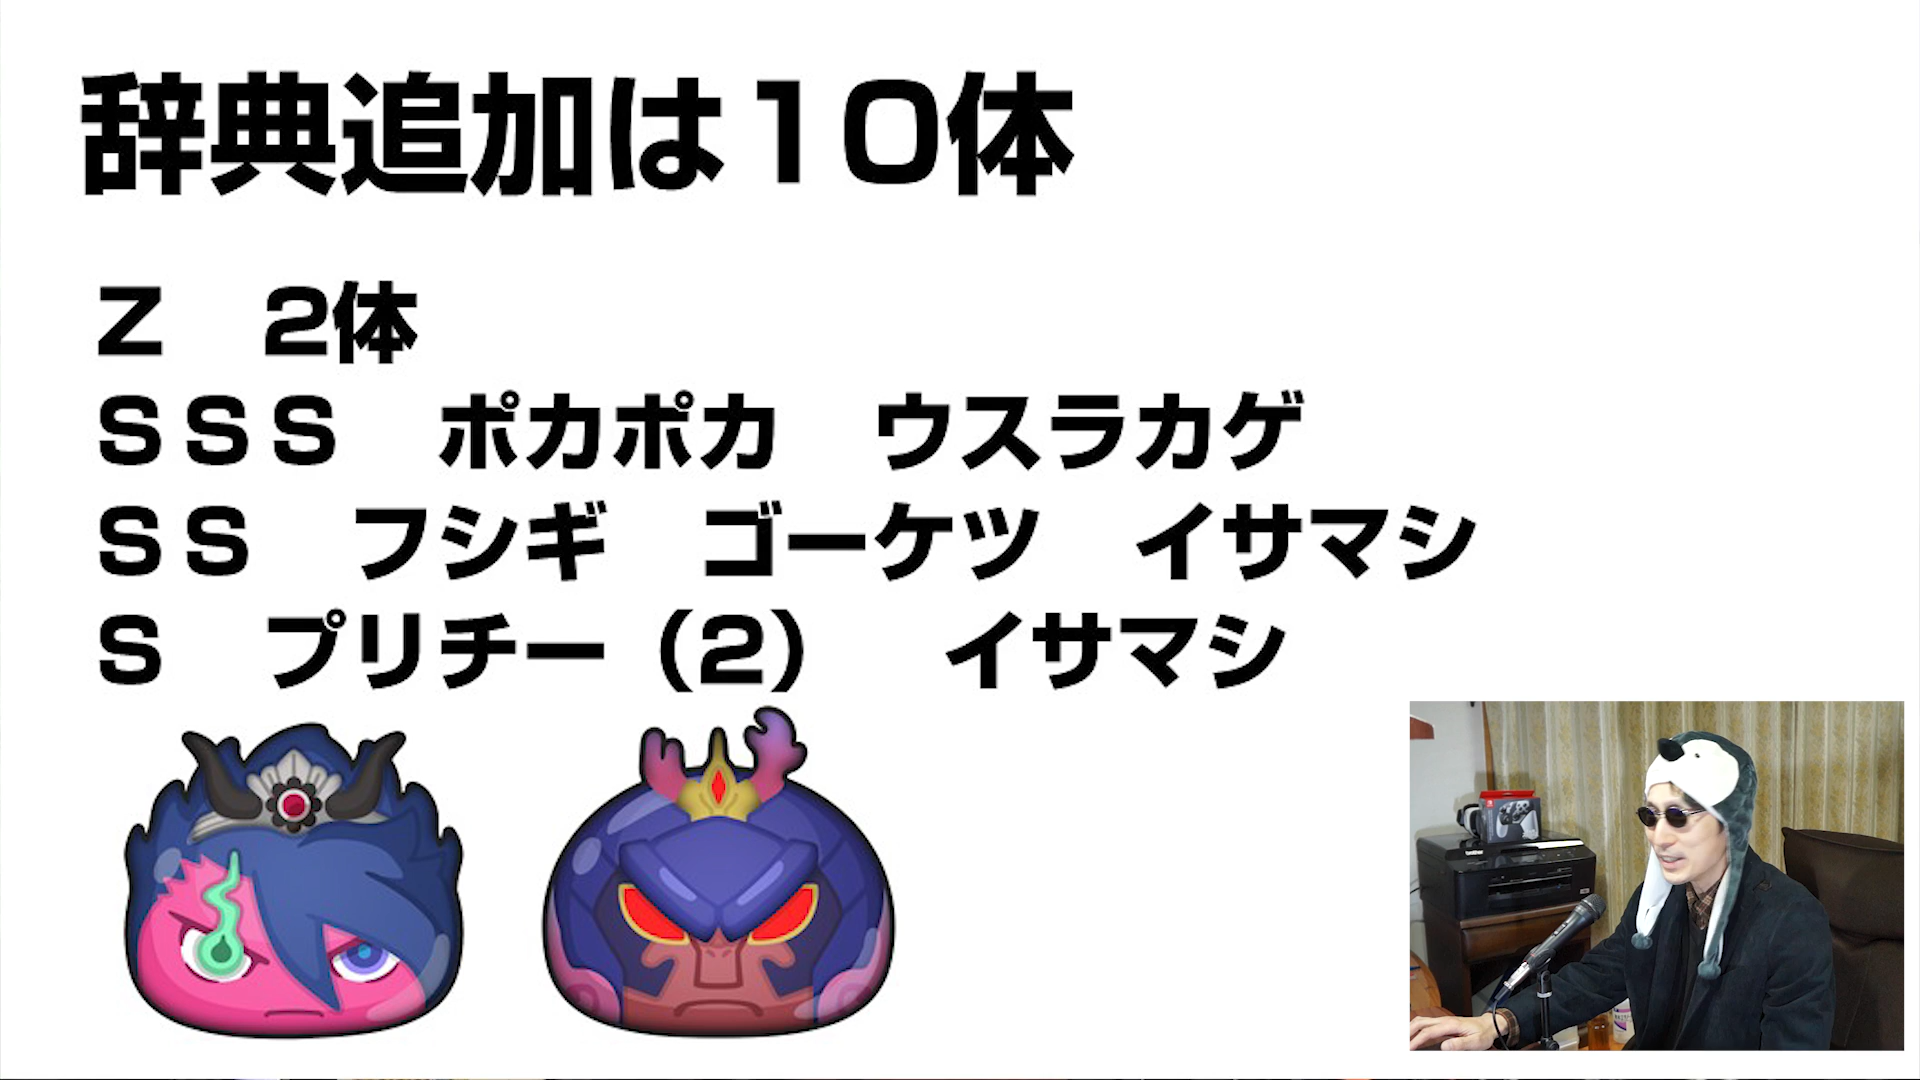 辞典追加は10体
Z　2体
SSS　ポカポカ　ウスラカゲ
SS　フシギ　ゴーケツ　イサマシ
S　プリチー（2）　イサマシ
brother